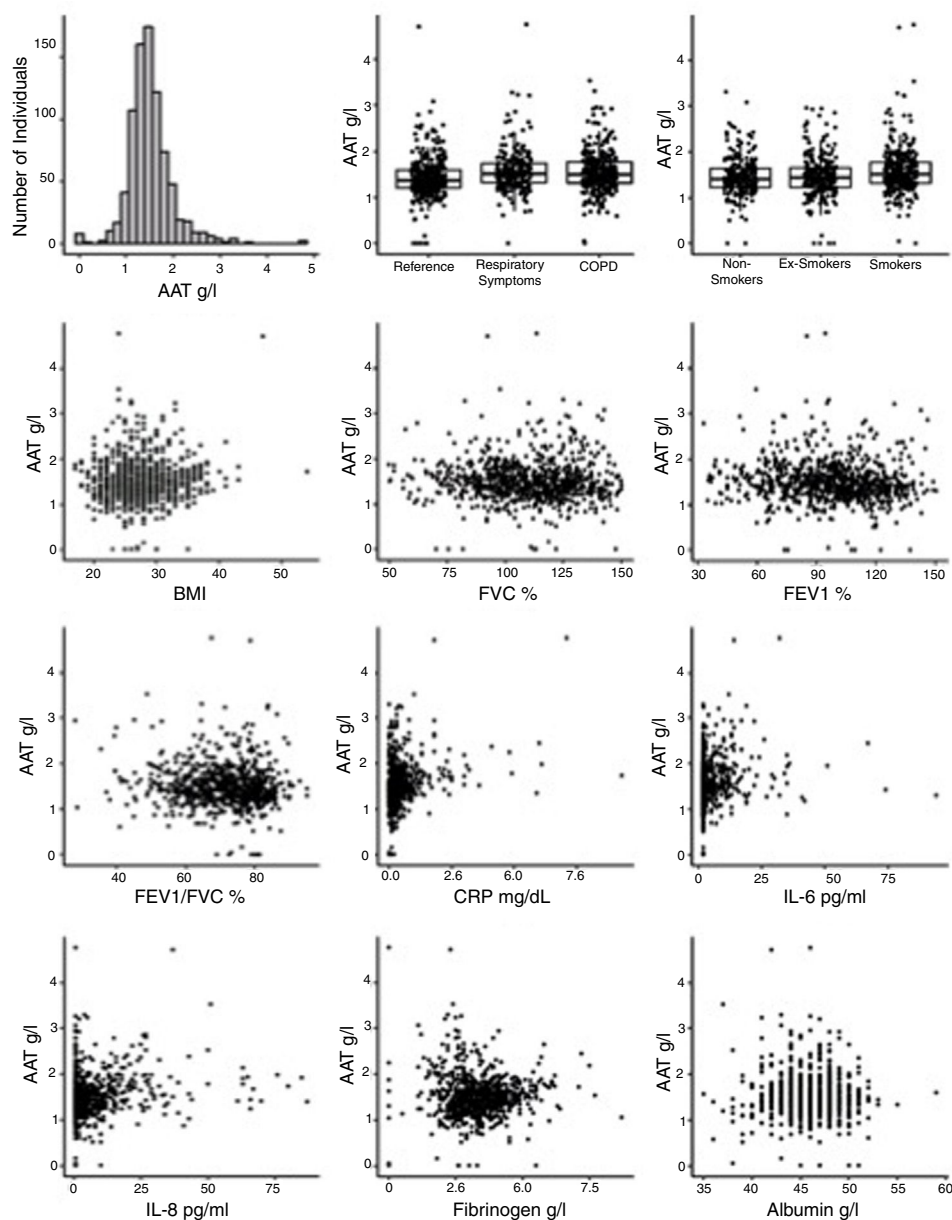 Number of Individuals
150
100
50
0
0 1 2 3 4 5
AAT g/l
AAT g/l
4
3
2
1
0
Reference Respiratory Symptoms COPD
AAT g/l
4
3
2
1
0
Non-Smokers Ex-Smokers Smokers
AAT g/l
4
3
2
1
0
20 30 40 50
BMI
AAT g/l
4
3
2
1
0
50 75 100 125 150
FVC %
AAT g/l
4
3
2
1
0
30 60 90 120 150
FEV1 %
AAT g/l
4
3
2
1
0
40 60 80
FEV1/FVC %
AAT g/l
4
3
2
1
0
0.0 2.6 6.0 7.6
CRP mg/dL
AAT g/l
4
3
2
1
0
0 25 50 75
IL-6 pg/ml
AAT g/l
4
3
2
1
0
0 25 50 75
IL-8 pg/ml
AAT g/l
4
3
2
1
0
0 2.6 6.0 7.5
Fibrinogen g/l
AAT g/l
4
3
2
1
0
35 40 45 50 55 60
Albumin g/l